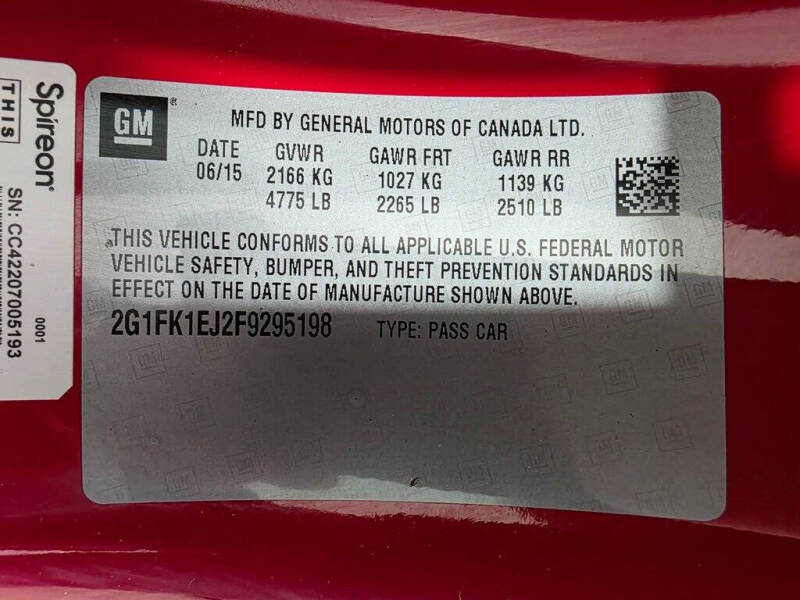 Spireon®
THIS
SN: CC42207005193
0001
GM®
MFD BY GENERAL MOTORS OF CANADA LTD.
DATE GVWR GAWR FRT GAWR RR
06/15 2166 KG 1027 KG 1139 KG
4775 LB 2265 LB 2510 LB
THIS VEHICLE CONFORMS TO ALL APPLICABLE U.S. FEDERAL MOTOR
VEHICLE SAFETY, BUMPER, AND THEFT PREVENTION STANDARDS IN
EFFECT ON THE DATE OF MANUFACTURE SHOWN ABOVE.
2G1FK1EJ2F9295198 TYPE: PASS CAR